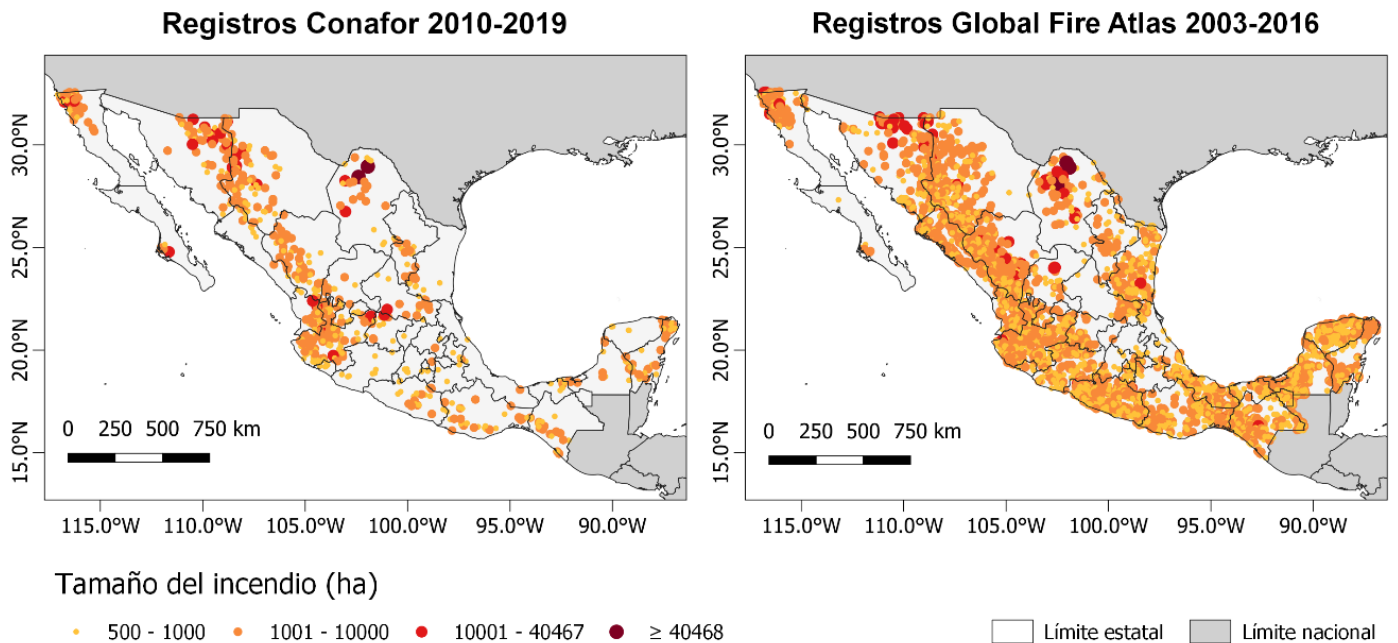 Registros Conafor 2010-2019
Registros Global Fire Atlas 2003-2016
30.0°N
25.0°N
20.0°N
15.0°N
0 250 500 750 km
115.0°W 110.0°W 105.0°W 100.0°W 95.0°W 90.0°W
30.0°N
25.0°N
20.0°N
15.0°N
0 250 500 750 km
115.0°W 110.0°W 105.0°W 100.0°W 95.0°W 90.0°W
Tamaño del incendio (ha)
500 - 1000 1001 - 10000 10001 - 40467 ≥ 40468
Límite estatal Límite nacional